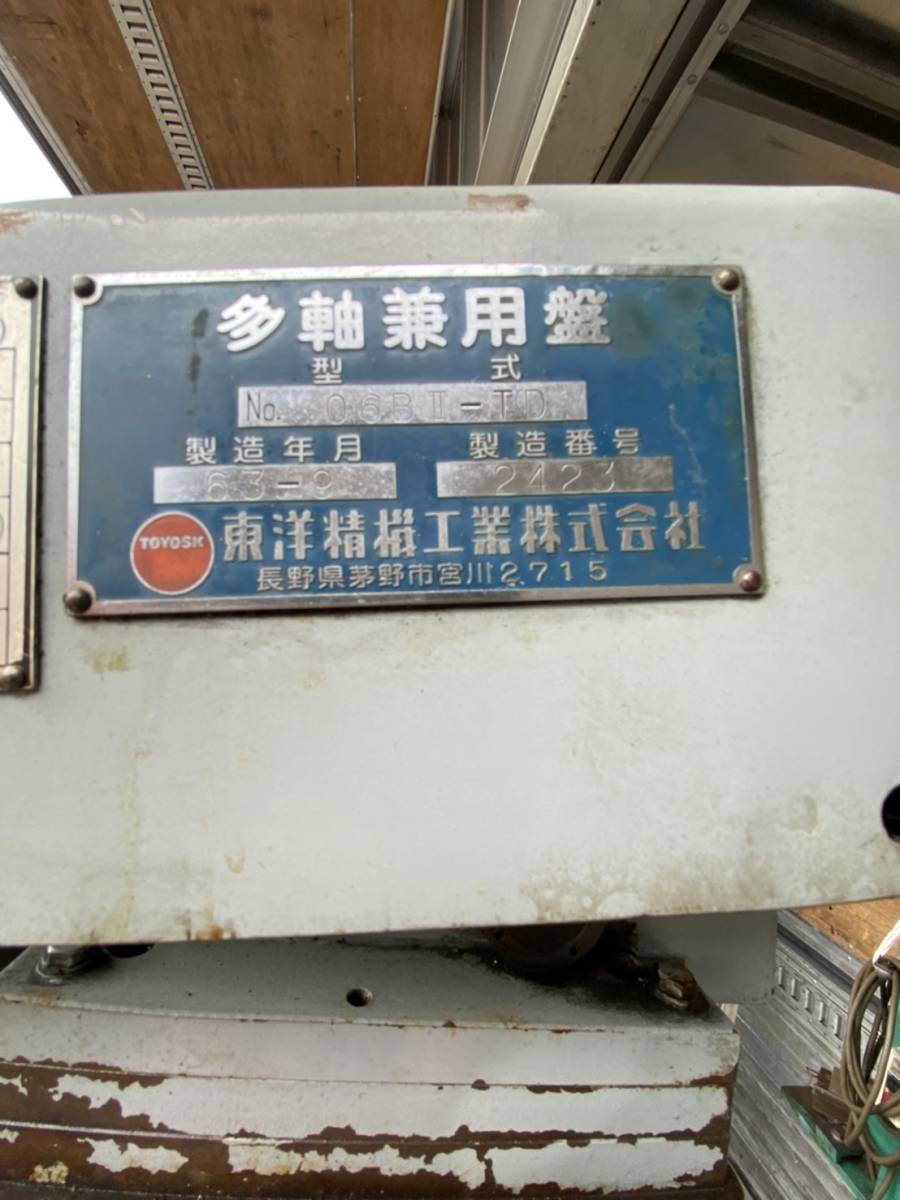 多軸兼用盤
型式
No. 06BⅡ-TD
製造年月 製造番号
63-9 2423
TOYOSK 東洋精機工業株式会社
長野県茅野市宮川2715